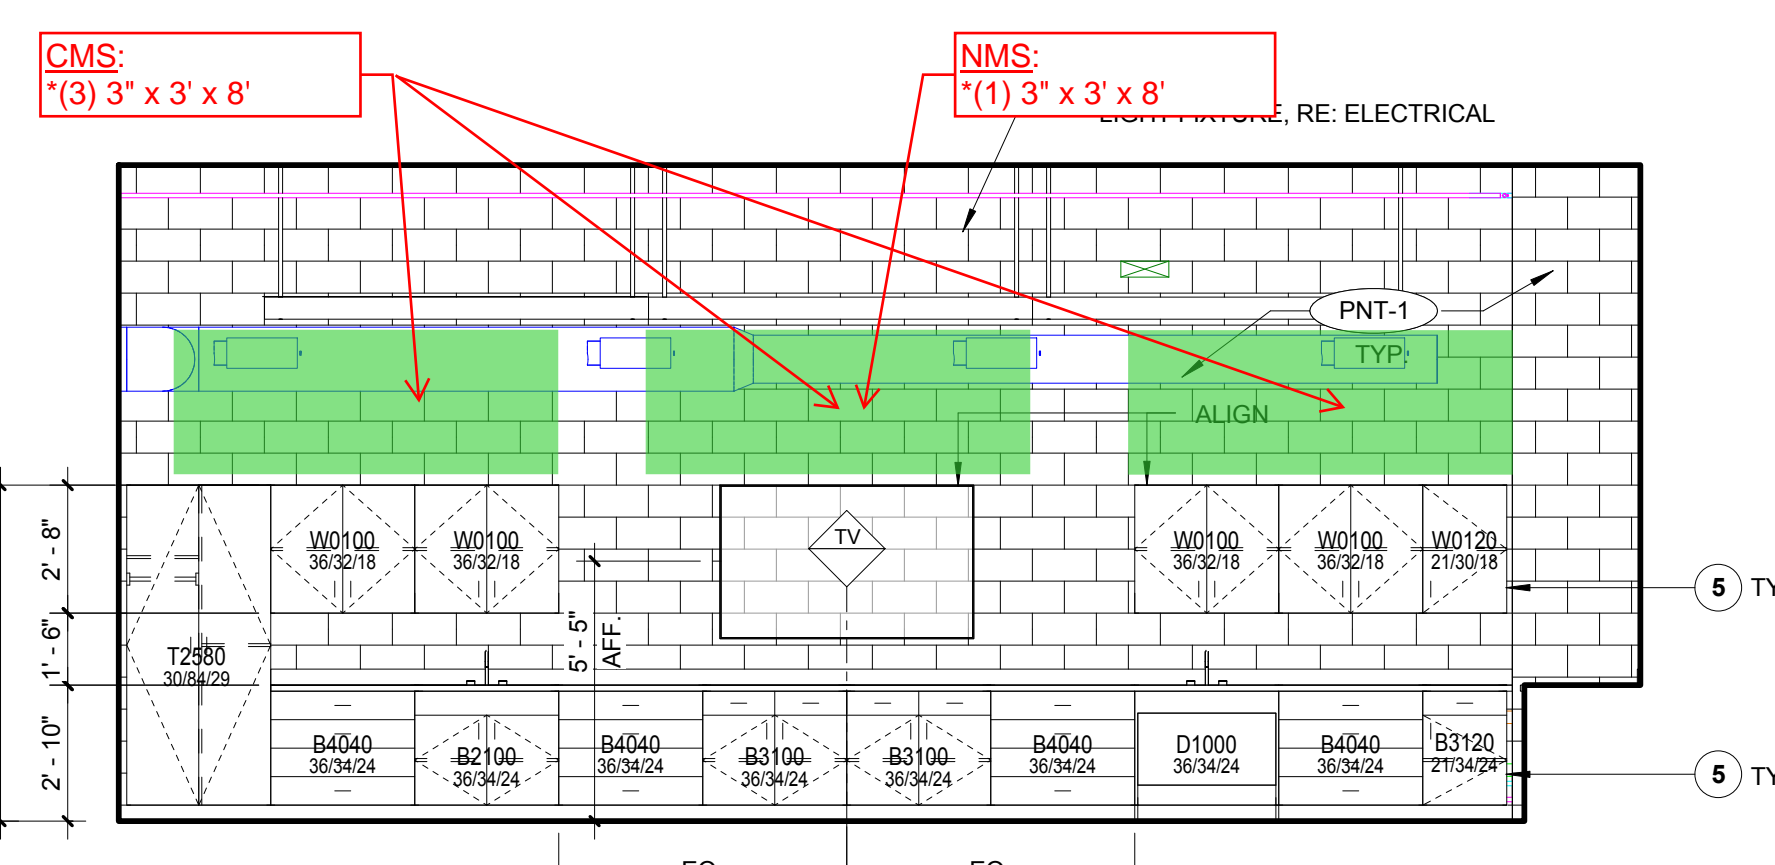 CMS:
*(3) 3" x 3' x 8'
NMS:
*(1) 3" x 3' x 8'
LIGHT FIXTURE, RE: ELECTRICAL
PNT-1
TYP.
ALIGN
2' - 8"
1' - 6"
2' - 10"
5' - 5"
AFF.
TV
W0100
36/32/18
W0100
36/32/18
W0100
36/32/18
W0100
36/32/18
W0120
21/30/18
5 TY
T2580
30/84/29
B4040
36/34/24
B2100
36/34/24
B4040
36/34/24
B3100
36/34/24
B3100
36/34/24
B4040
36/34/24
D1000
36/34/24
B4040
36/34/24
B3120
21/34/24
5 TY